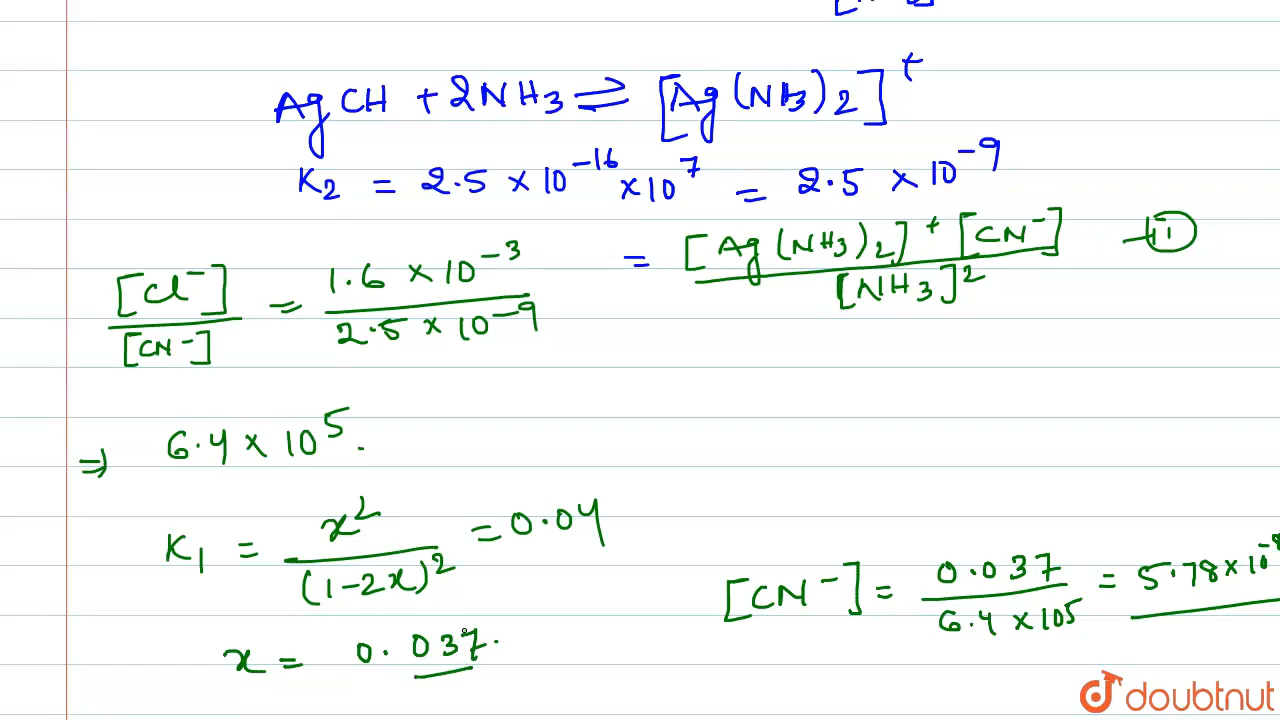 AgCH + 2NH3 ⇌ [Ag(NH3)2]+
K2 = 2.5 × 10^-16 × 10^7 = 2.5 × 10^-9
= [Ag(NH3)2]+ [CN-] / [NH3]^2 — (ii)
[Cl-] / [CN-] = 1.6 × 10^-3 / 2.5 × 10^-9
⇒ 6.4 × 10^5.
K1 = x^2 / (1-2x)^2 = 0.04
[CN-] = 0.037 / 6.4 × 10^5 = 5.78 × 10^-8
x = 0.037.
doubtnut